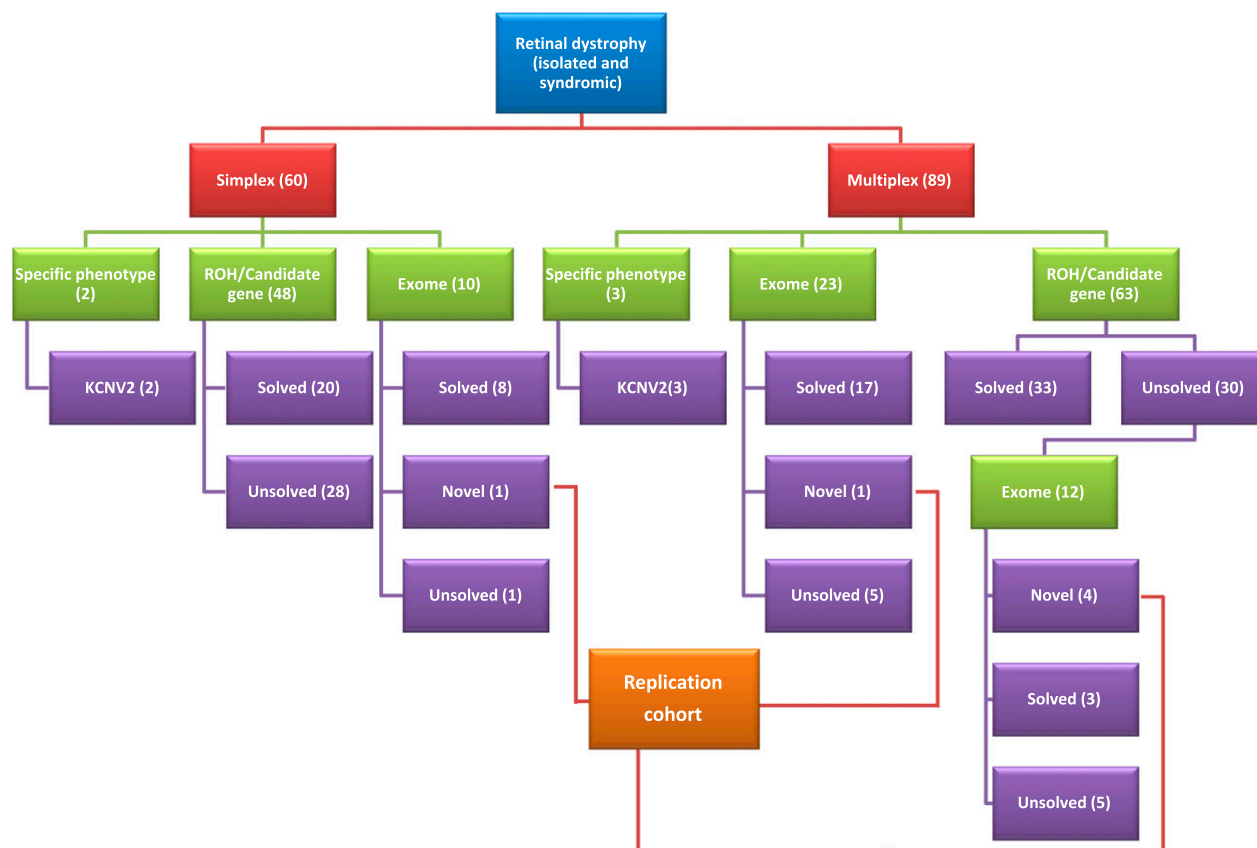 Retinal dystrophy
(isolated and
syndromic)
Simplex (60)
Multiplex (89)
Specific phenotype
(2)
ROH/Candidate
gene (48)
Exome (10)
Specific phenotype
(3)
Exome (23)
ROH/Candidate
gene (63)
KCNV2 (2)
Solved (20)
Solved (8)
KCNV2(3)
Solved (17)
Solved (33)
Unsolved (30)
Unsolved (28)
Novel (1)
Novel (1)
Exome (12)
Unsolved (1)
Unsolved (5)
Novel (4)
Replication
cohort
Solved (3)
Unsolved (5)